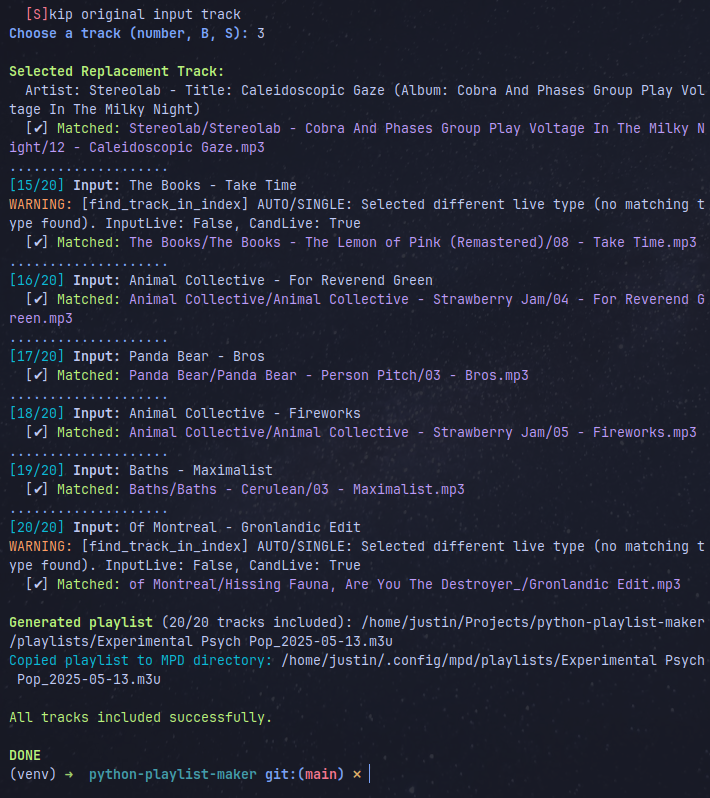 [S]kip original input track
Choose a track (number, B, S): 3
Selected Replacement Track:
Artist: Stereolab - Title: Caleidoscopic Gaze (Album: Cobra And Phases Group Play Vol
tage In The Milky Night)
[✔] Matched: Stereolab/Stereolab - Cobra And Phases Group Play Voltage In The Milky N
ight/12 - Caleidoscopic Gaze.mp3
....................
[15/20] Input: The Books - Take Time
WARNING: [find_track_in_index] AUTO/SINGLE: Selected different live type (no matching t
ype found). InputLive: False, CandLive: True
[✔] Matched: The Books/The Books - The Lemon of Pink (Remastered)/08 - Take Time.mp3
....................
[16/20] Input: Animal Collective - For Reverend Green
[✔] Matched: Animal Collective/Animal Collective - Strawberry Jam/04 - For Reverend G
reen.mp3
....................
[17/20] Input: Panda Bear - Bros
[✔] Matched: Panda Bear/Panda Bear - Person Pitch/03 - Bros.mp3
....................
[18/20] Input: Animal Collective - Fireworks
[✔] Matched: Animal Collective/Animal Collective - Strawberry Jam/05 - Fireworks.mp3
....................
[19/20] Input: Baths - Maximalist
[✔] Matched: Baths/Baths - Cerulean/03 - Maximalist.mp3
....................
[20/20] Input: Of Montreal - Gronlandic Edit
WARNING: [find_track_in_index] AUTO/SINGLE: Selected different live type (no matching t
ype found). InputLive: False, CandLive: True
[✔] Matched: of Montreal/Hissing Fauna, Are You The Destroyer_/Gronlandic Edit.mp3
Generated playlist (20/20 tracks included): /home/justin/Projects/python-playlist-maker
/playlists/Experimental Psych Pop_2025-05-13.m3u
Copied playlist to MPD directory: /home/justin/.config/mpd/playlists/Experimental Psych
Pop_2025-05-13.m3u
All tracks included successfully.
DONE
(venv) → python-playlist-maker git:(main) ×